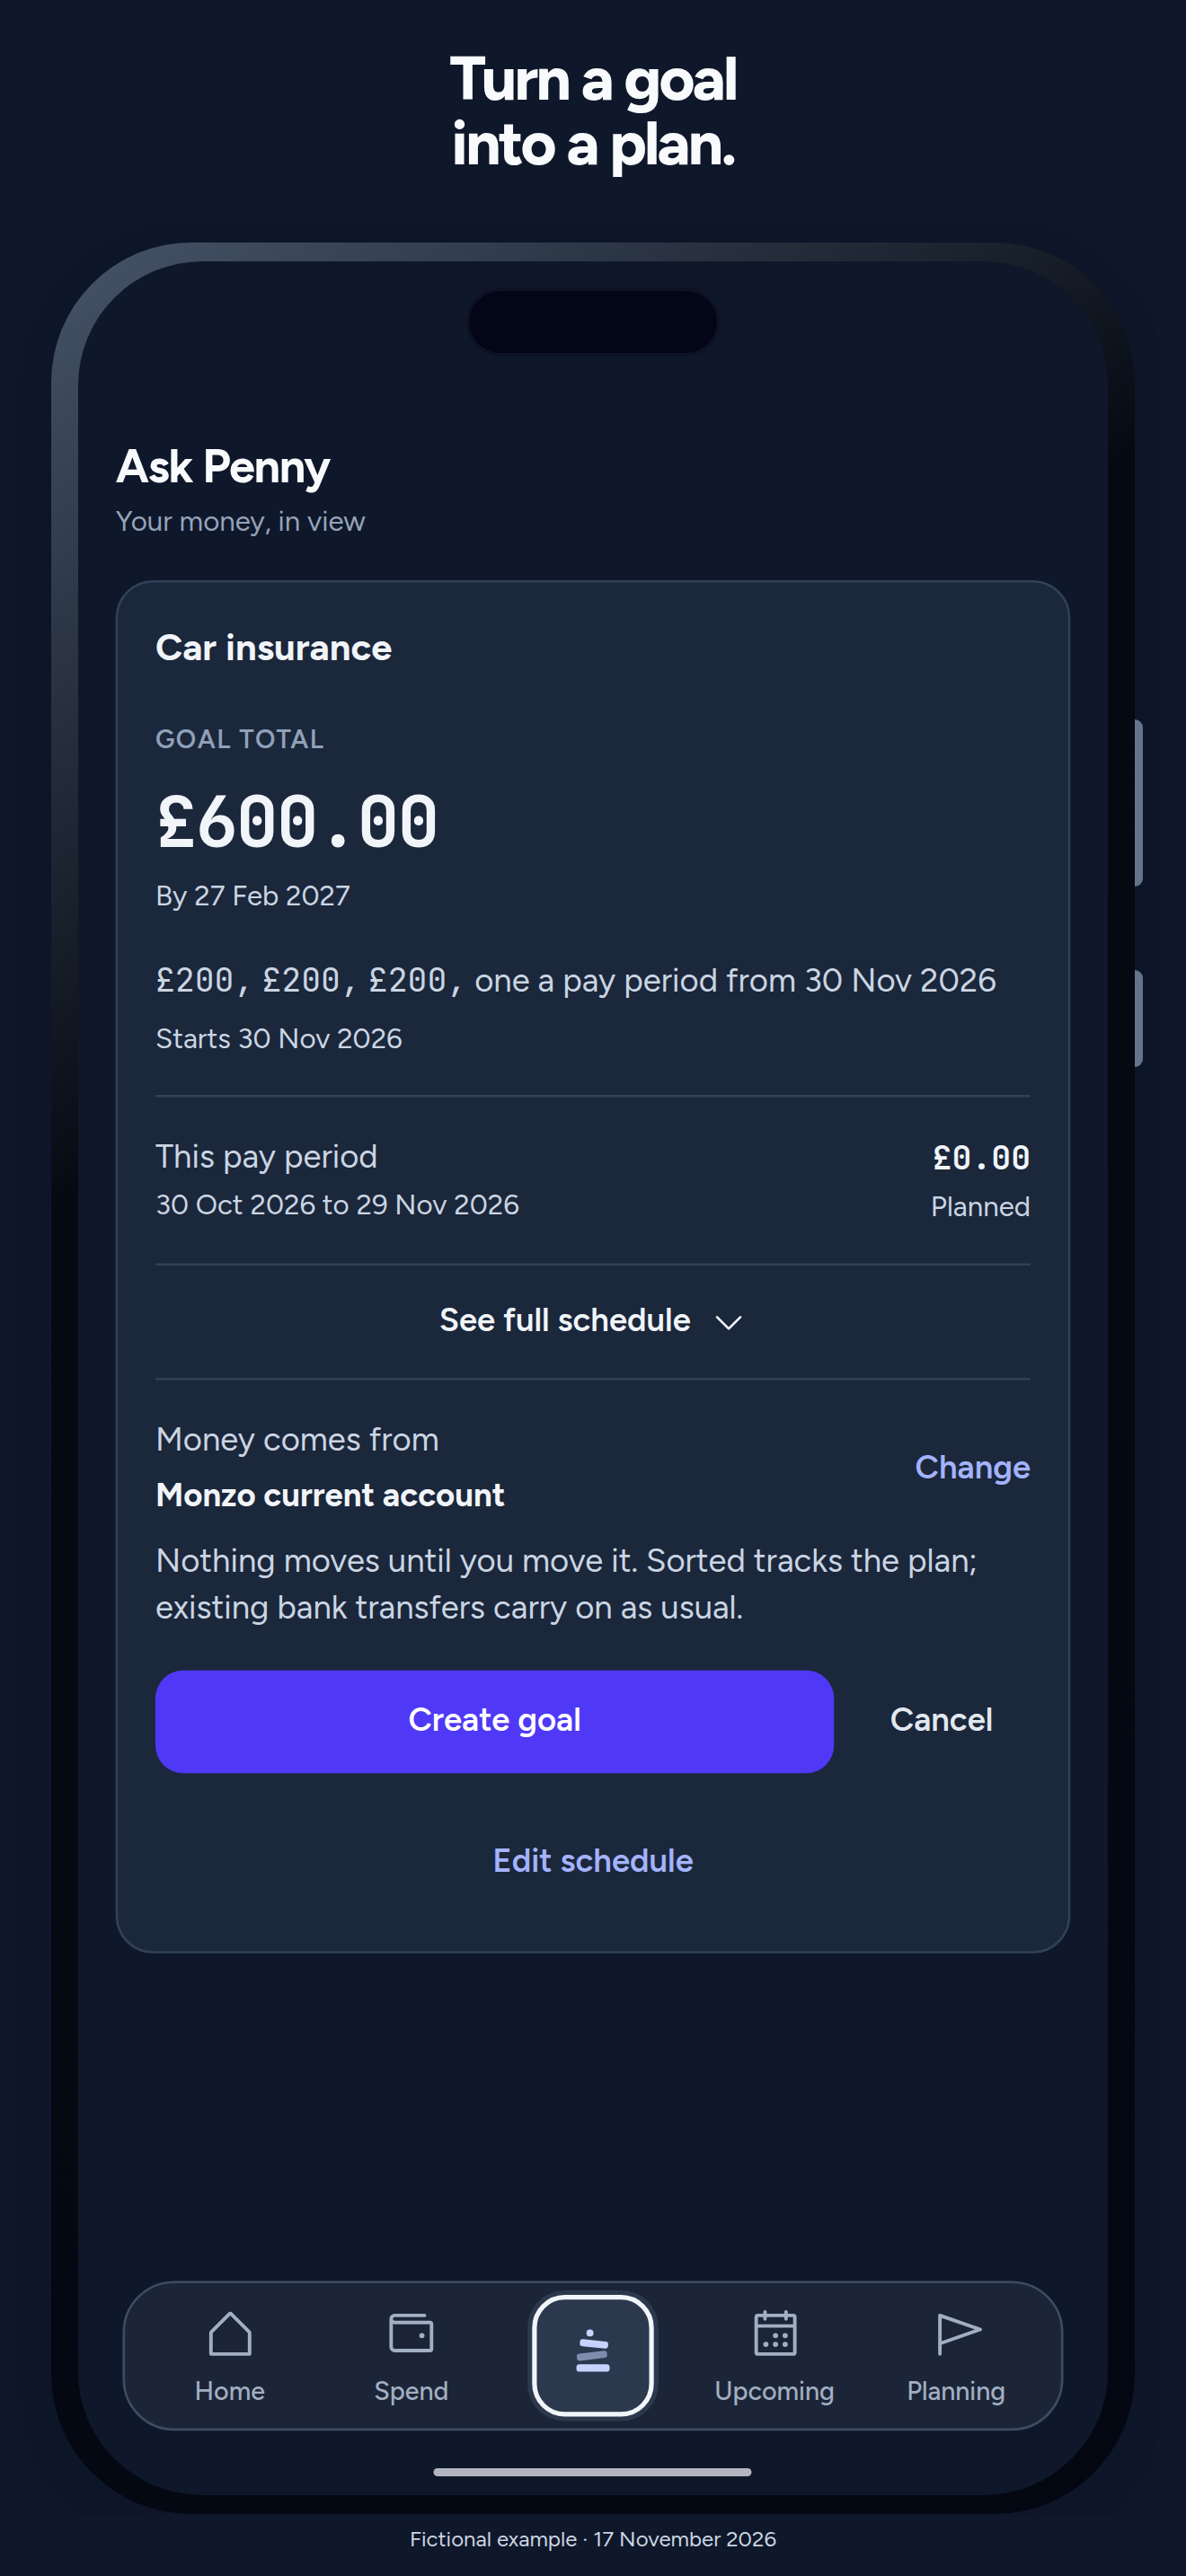 Turn a goal
into a plan.
Ask Penny
Your money, in view
Car insurance
GOAL TOTAL
£600.00
By 27 Feb 2027
£200, £200, £200, one a pay period from 30 Nov 2026
Starts 30 Nov 2026
This pay period
£0.00
30 Oct 2026 to 29 Nov 2026
Planned
See full schedule
Money comes from
Change
Monzo current account
Nothing moves until you move it. Sorted tracks the plan;
existing bank transfers carry on as usual.
Create goal
Cancel
Edit schedule
Home
Spend
Upcoming
Planning
Fictional example · 17 November 2026